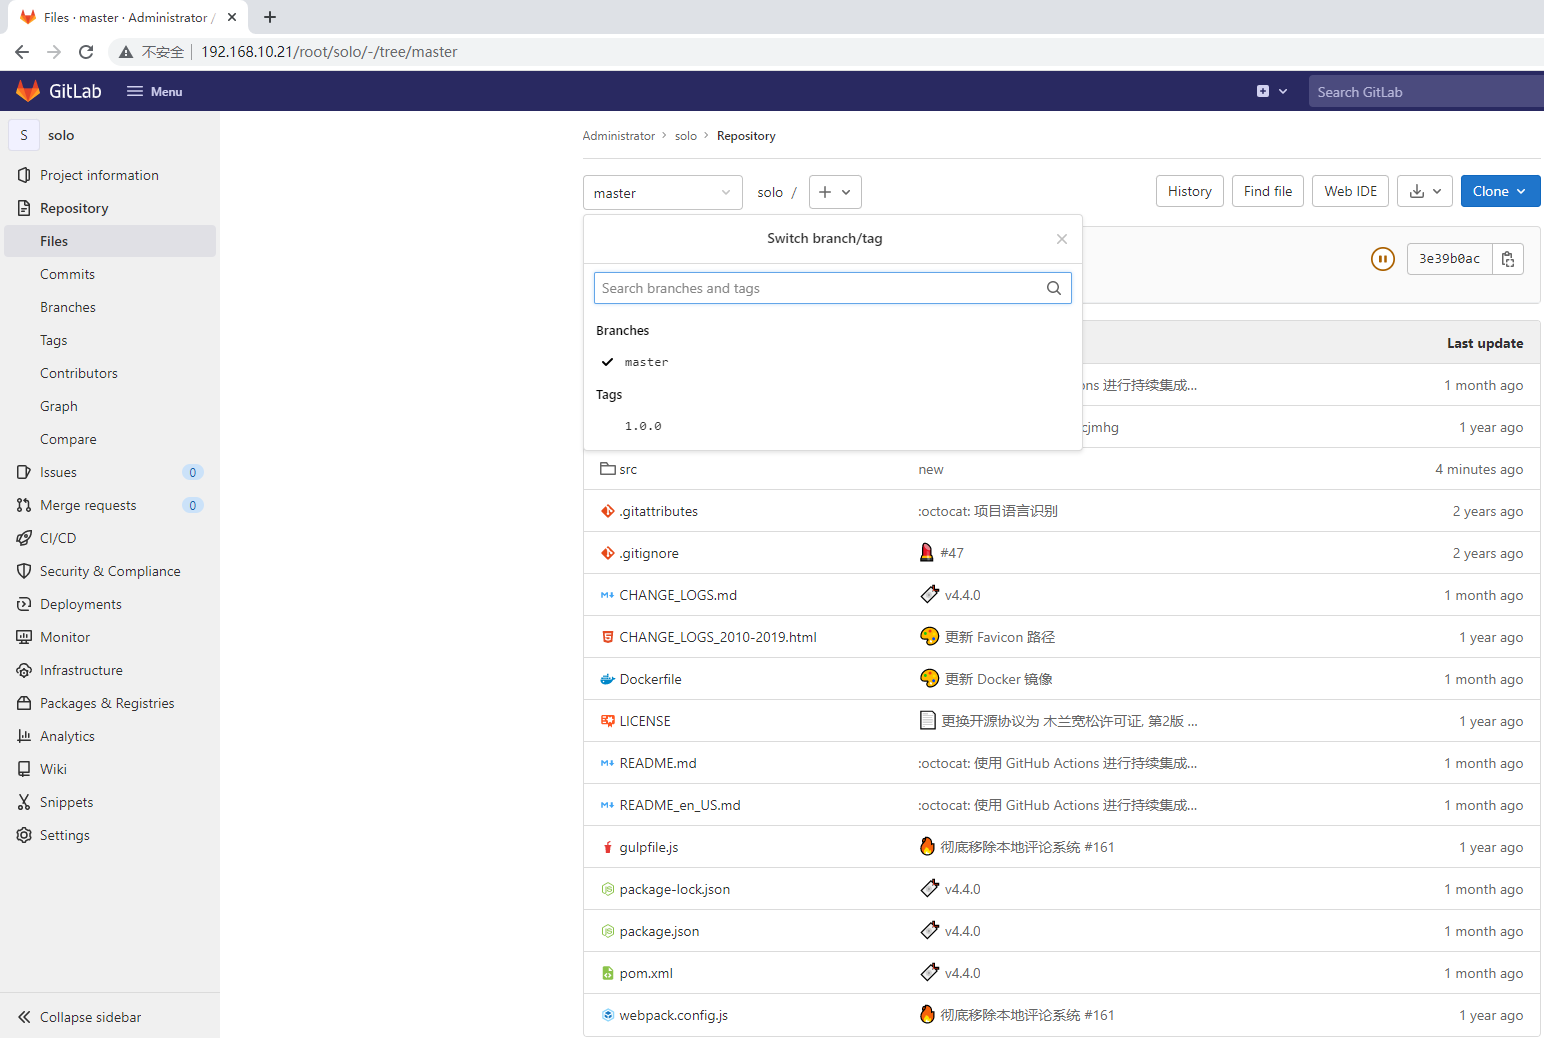 Files · master · Administrator /
不安全 192.168.10.21/root/solo/-/tree/master
GitLab Menu Search GitLab
S solo
Project information
Repository
Files
Commits
Branches
Tags
Contributors
Graph
Compare
Issues 0
Merge requests 0
CI/CD
Security & Compliance
Deployments
Monitor
Infrastructure
Packages & Registries
Analytics
Wiki
Snippets
Settings
Collapse sidebar
Administrator > solo > Repository
master solo / History Find file Web IDE Clone
Switch branch/tag
3e39b0ac
Search branches and tags
Branches
master
Tags
1.0.0
Last update
ons 进行持续集成... 1 month ago
cjmhg 1 year ago
src new 4 minutes ago
.gitattributes :octocat: 项目语言识别 2 years ago
.gitignore #47 2 years ago
CHANGE_LOGS.md v4.4.0 1 month ago
CHANGE_LOGS_2010-2019.html 更新 Favicon 路径 1 year ago
Dockerfile 更新 Docker 镜像 1 month ago
LICENSE 更换开源协议为 木兰宽松许可证, 第2版 ... 1 year ago
README.md :octocat: 使用 GitHub Actions 进行持续集成... 1 month ago
README_en_US.md :octocat: 使用 GitHub Actions 进行持续集成... 1 month ago
gulpfile.js 彻底移除本地评论系统 #161 1 year ago
package-lock.json v4.4.0 1 month ago
package.json v4.4.0 1 month ago
pom.xml v4.4.0 1 month ago
webpack.config.js 彻底移除本地评论系统 #161 1 year ago